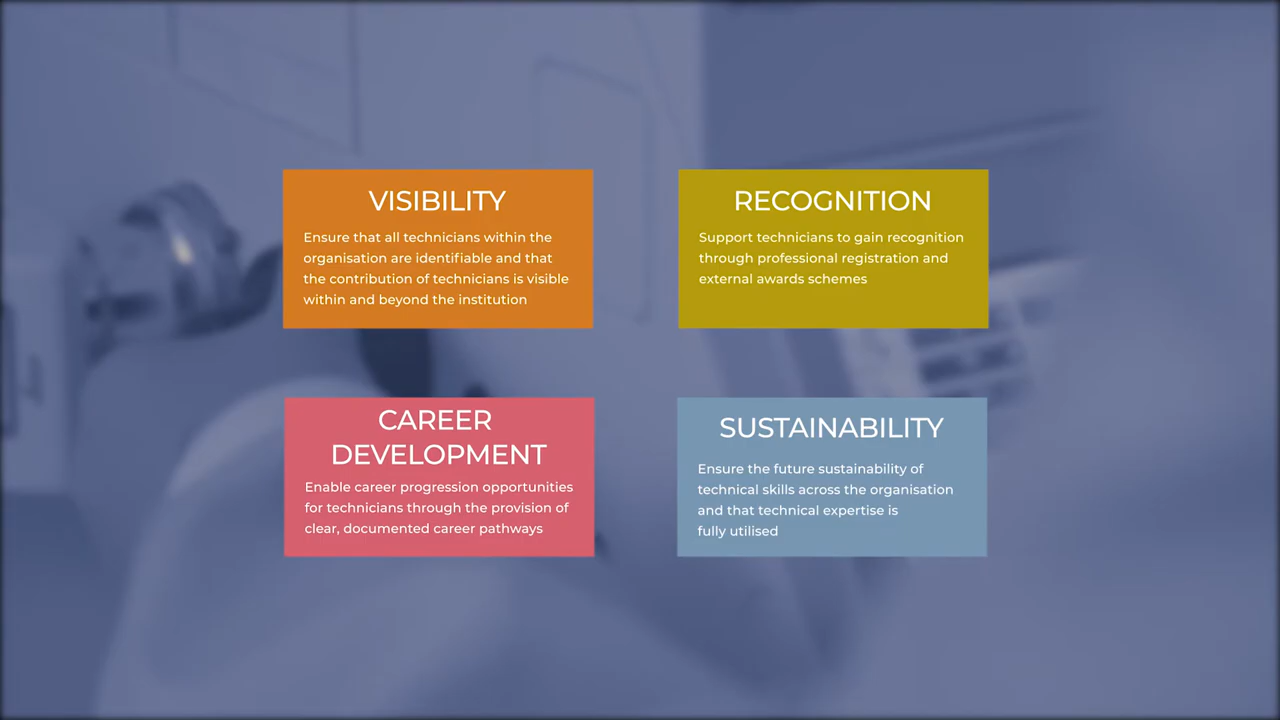 VISIBILITY
Ensure that all technicians within the
organisation are identifiable and that
the contribution of technicians is visible
within and beyond the institution
RECOGNITION
Support technicians to gain recognition
through professional registration and
external awards schemes
CAREER
DEVELOPMENT
Enable career progression opportunities
for technicians through the provision of
clear, documented career pathways
SUSTAINABILITY
Ensure the future sustainability of
technical skills across the organisation
and that technical expertise is
fully utilised